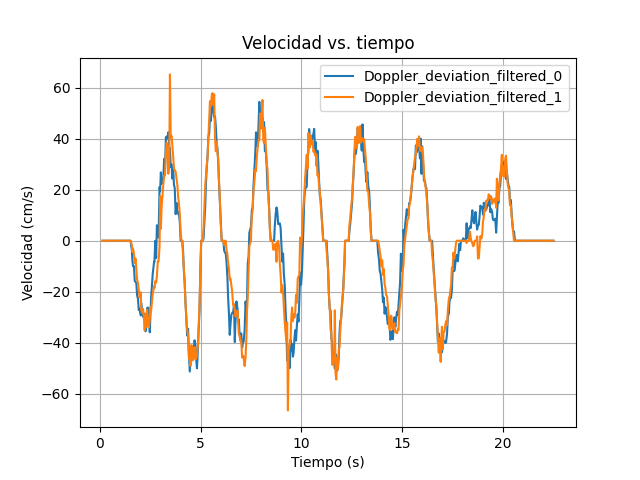 Velocidad vs. tiempo
Doppler_deviation_filtered_0
Doppler_deviation_filtered_1
60
40
20
0
−20
−40
−60
Velocidad (cm/s)
0 5 10 15 20
Tiempo (s)